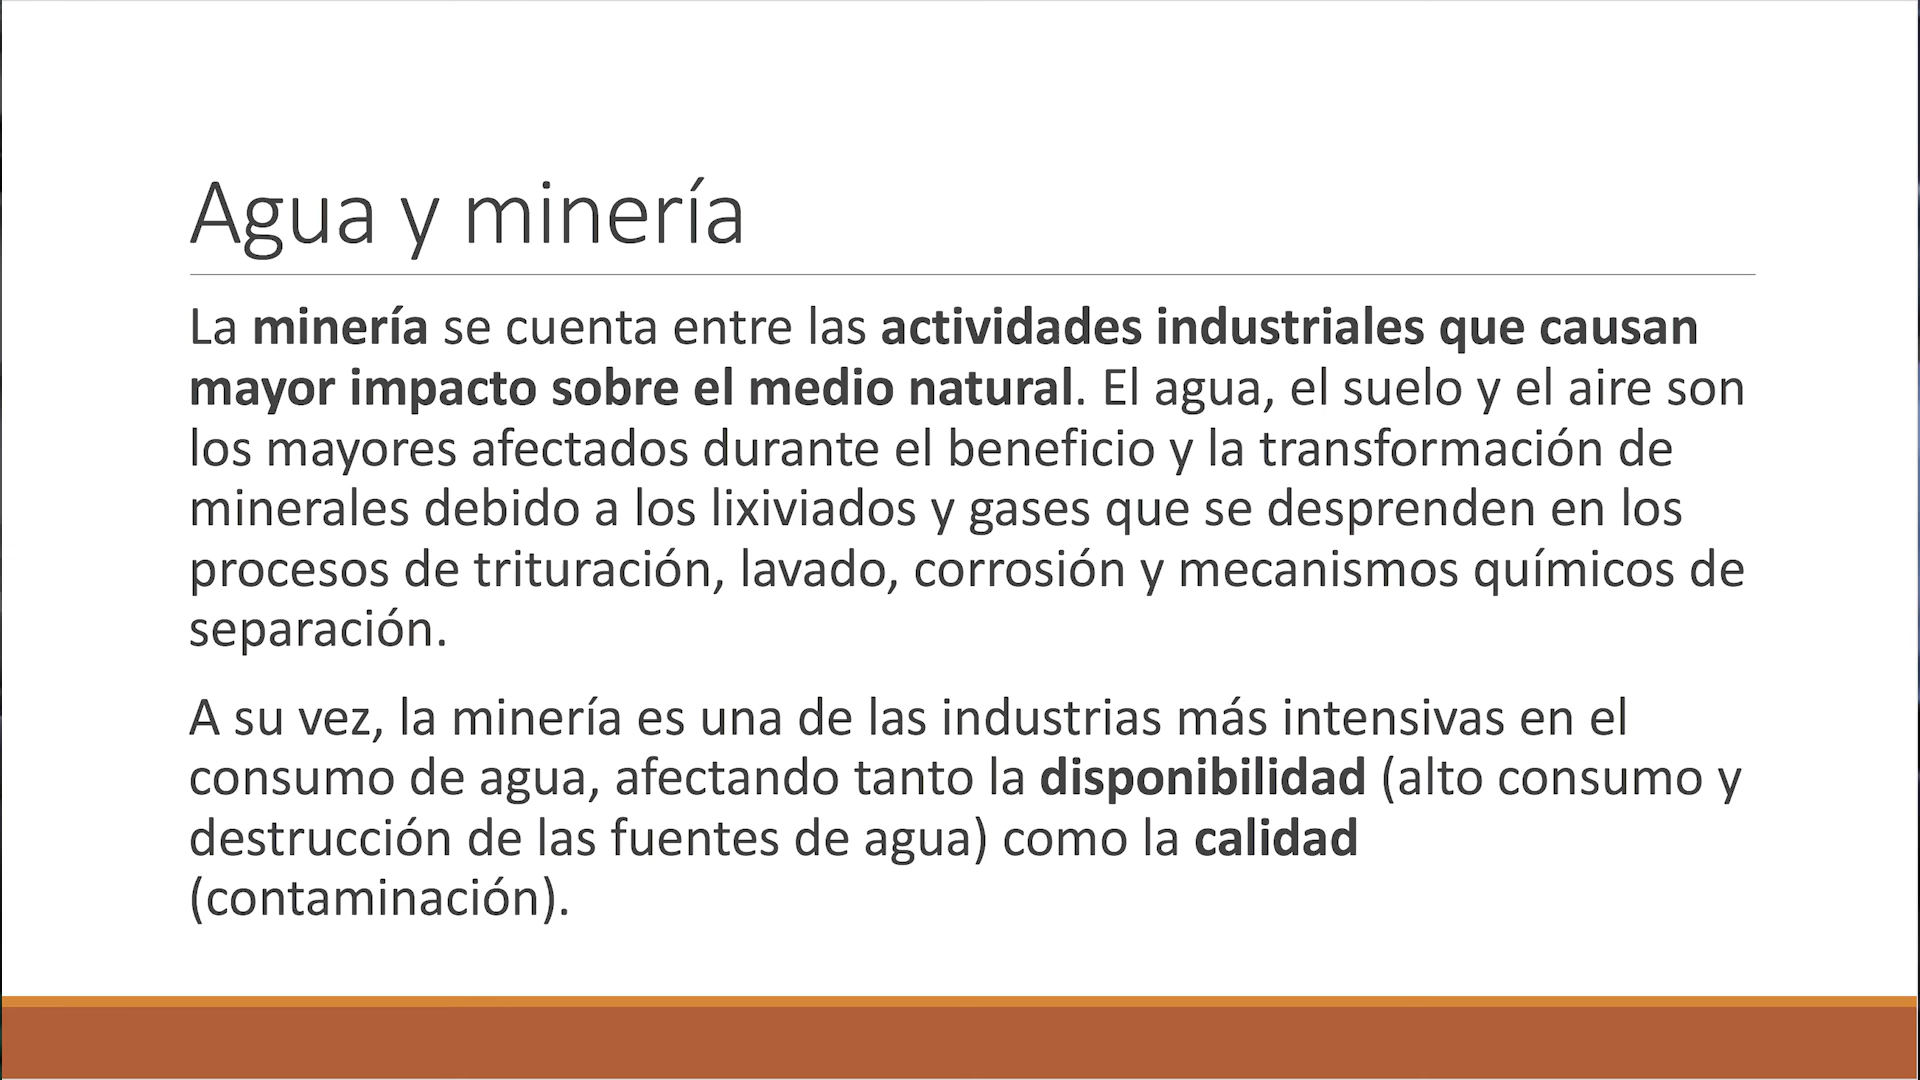 Agua y minería
La minería se cuenta entre las actividades industriales que causan
mayor impacto sobre el medio natural. El agua, el suelo y el aire son
los mayores afectados durante el beneficio y la transformación de
minerales debido a los lixiviados y gases que se desprenden en los
procesos de trituración, lavado, corrosión y mecanismos químicos de
separación.
A su vez, la minería es una de las industrias más intensivas en el
consumo de agua, afectando tanto la disponibilidad (alto consumo y
destrucción de las fuentes de agua) como la calidad
(contaminación).